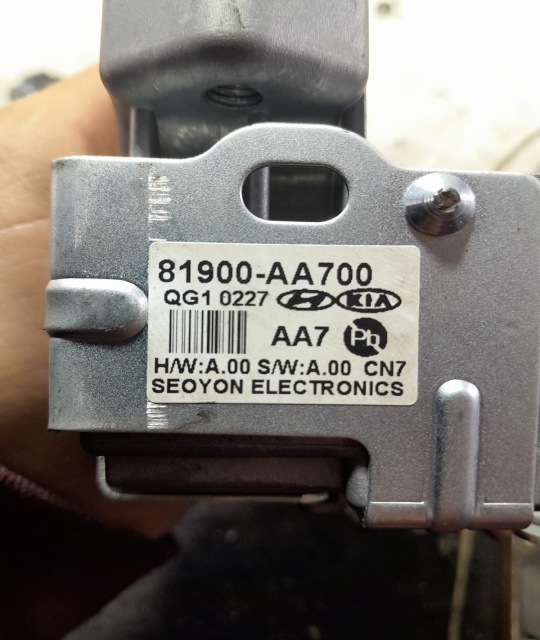 81900-AA700
QG1 0227 H KIA
AA7 Pb
H/W:A.00 S/W:A.00 CN7
SEOYON ELECTRONICS